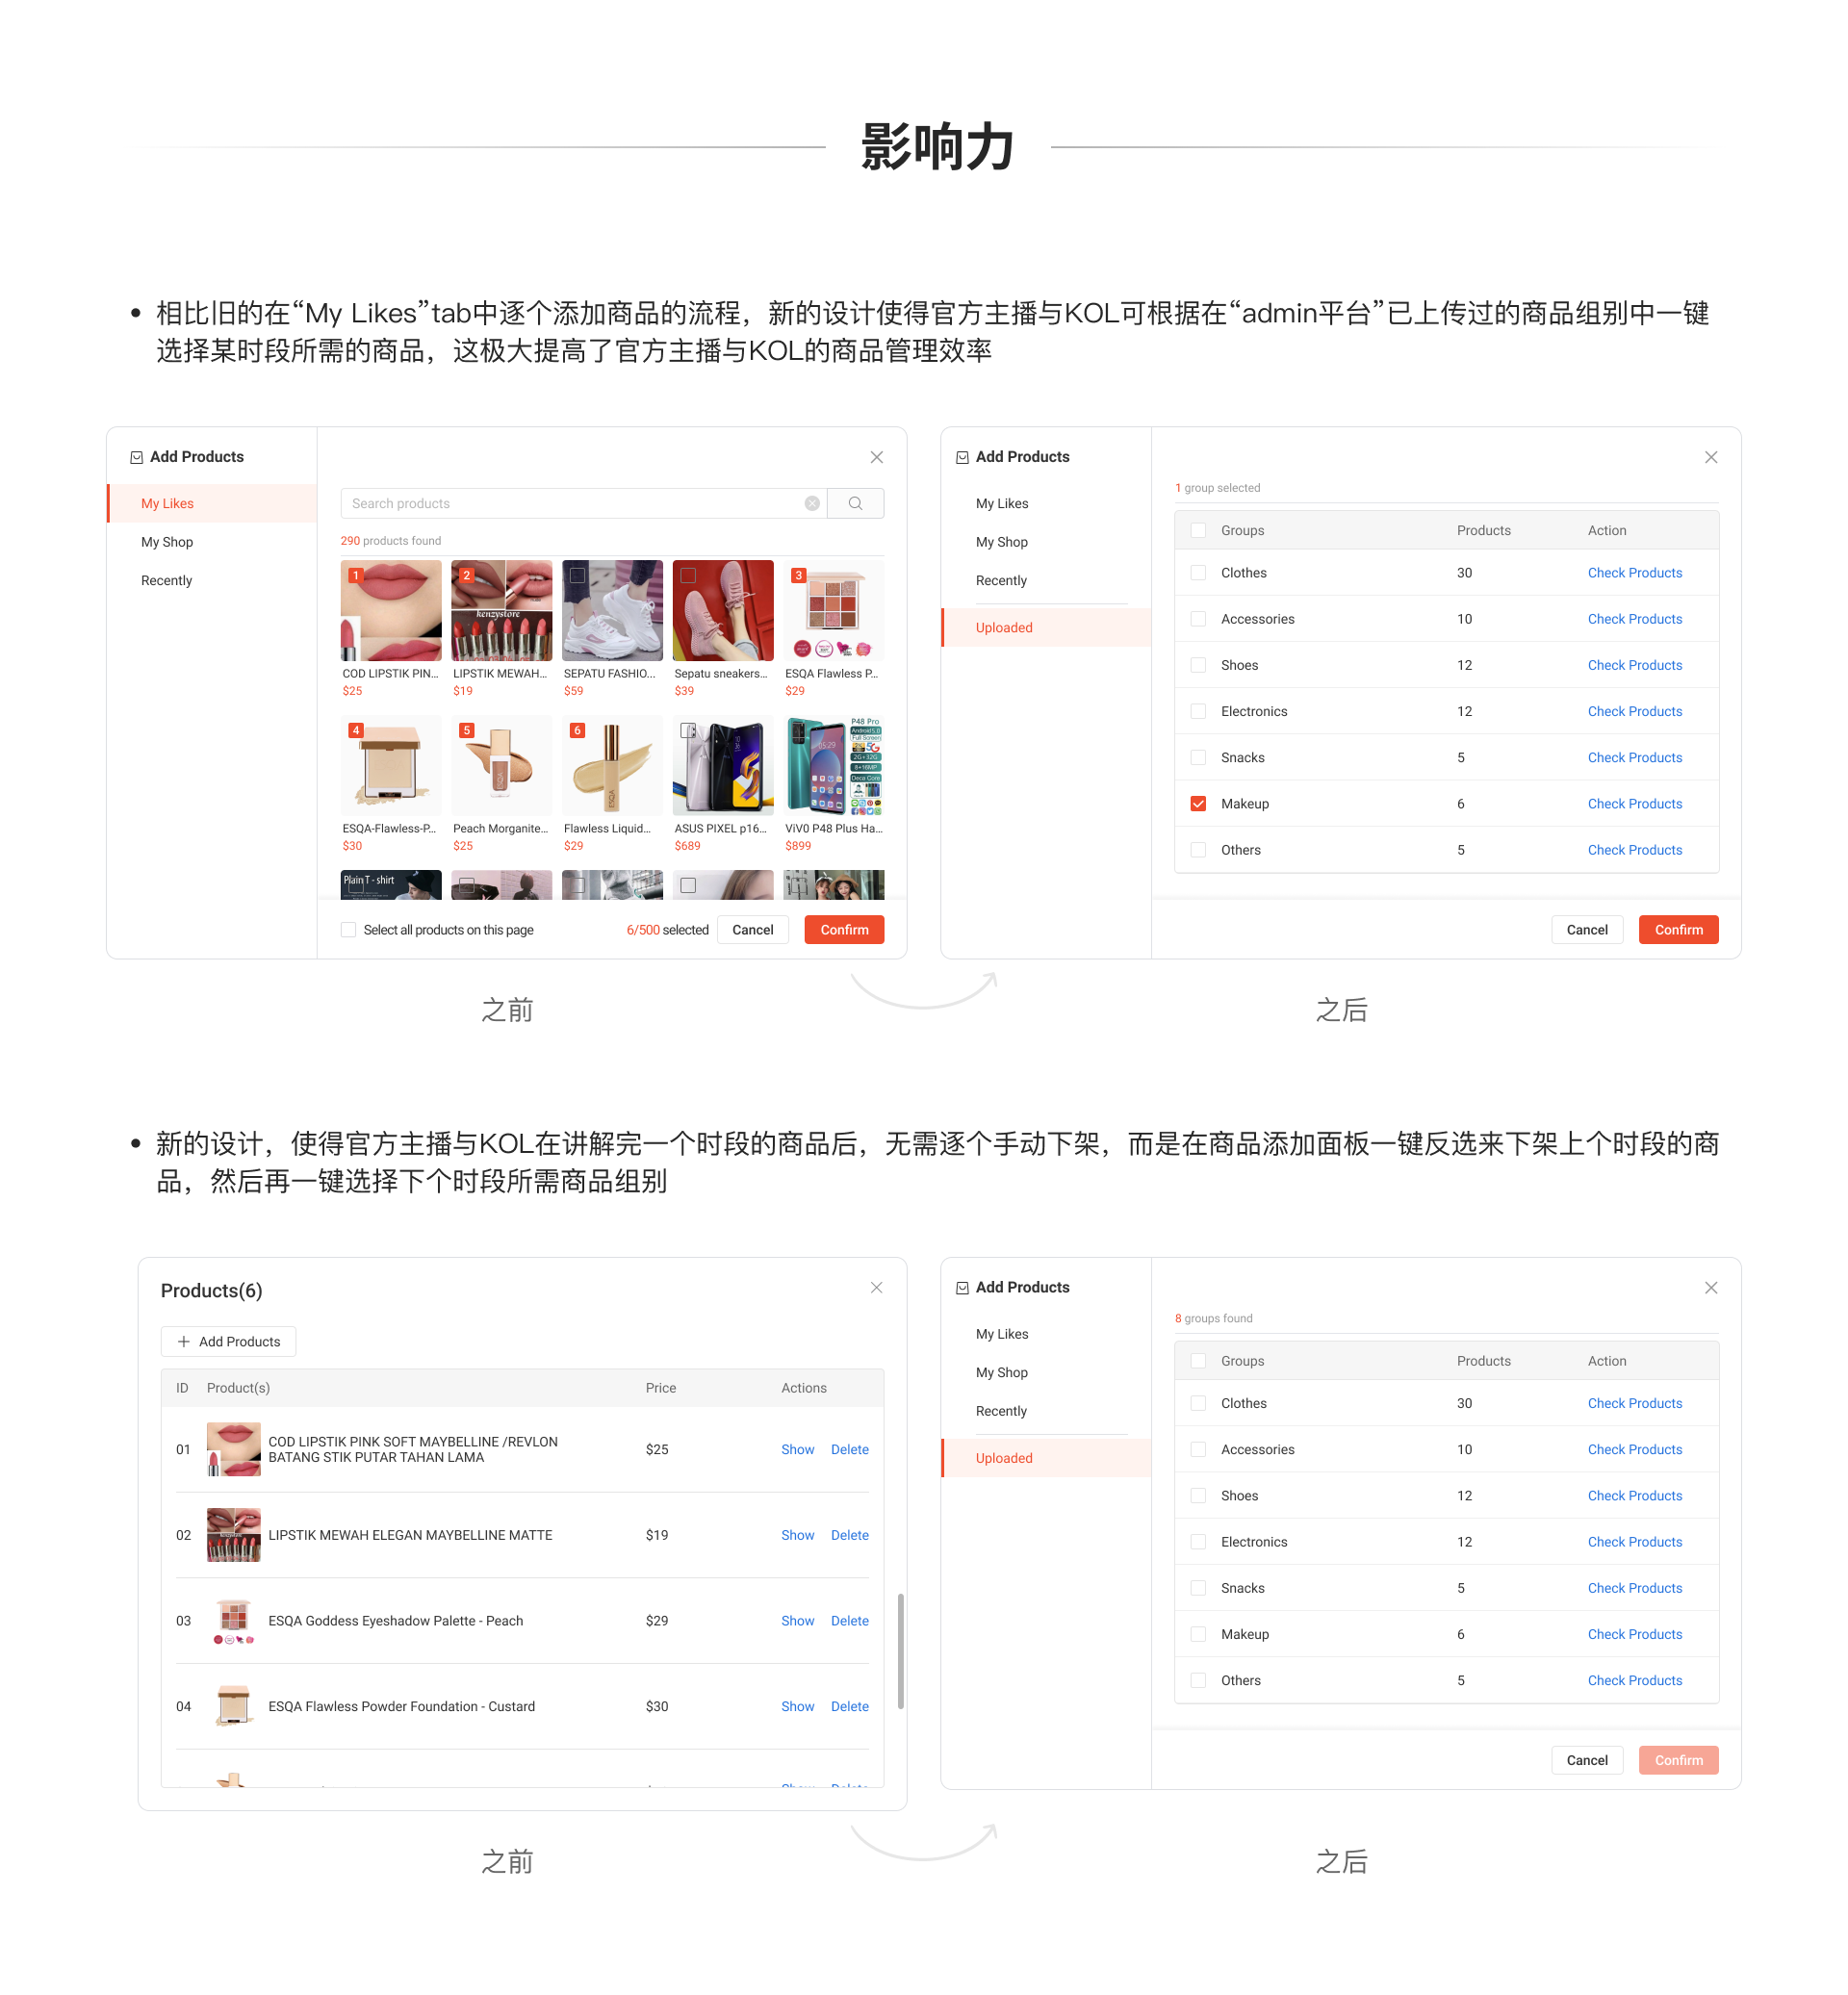 影响力
相比旧的在“My Likes”tab中逐个添加商品的流程，新的设计使得官方主播与KOL可根据在“admin平台”已上传过的商品组别中一键
选择某时段所需的商品，这极大提高了官方主播与KOL的商品管理效率
Add Products
My Likes
My Shop
Recently
Search products
290 products found
1
2
kenzystore
3
COD LIPSTIK PIN...
LIPSTIK MEWAH...
SEPATU FASHIO...
Sepatu sneakers...
ESQA Flawless P...
$25
$19
$59
$39
$29
4
5
6
ESQA
P48 Pro
Android 5.0
Full Screen
5G
2G+32G
8+16MP
Deca Core
05:29
ESQA-Flawless-P...
Peach Morganite...
Flawless Liquid...
ASUS PIXEL p16...
ViV0 P48 Plus Ha...
$30
$25
$29
$689
$899
Plain T - shirt
Select all products on this page
6/500 selected
Cancel
Confirm
Add Products
My Likes
My Shop
Recently
Uploaded
1 group selected
Groups Products Action
Clothes 30 Check Products
Accessories 10 Check Products
Shoes 12 Check Products
Electronics 12 Check Products
Snacks 5 Check Products
Makeup 6 Check Products
Others 5 Check Products
Cancel
Confirm
之前
之后
新的设计，使得官方主播与KOL在讲解完一个时段的商品后，无需逐个手动下架，而是在商品添加面板一键反选来下架上个时段的商
品，然后再一键选择下个时段所需商品组别
Products(6)
Add Products
ID Product(s) Price Actions
01 COD LIPSTIK PINK SOFT MAYBELLINE /REVLON
BATANG STIK PUTAR TAHAN LAMA $25 Show Delete
02 LIPSTIK MEWAH ELEGAN MAYBELLINE MATTE $19 Show Delete
03 ESQA Goddess Eyeshadow Palette - Peach $29 Show Delete
04 ESQA Flawless Powder Foundation - Custard $30 Show Delete
Add Products
My Likes
My Shop
Recently
Uploaded
8 groups found
Groups Products Action
Clothes 30 Check Products
Accessories 10 Check Products
Shoes 12 Check Products
Electronics 12 Check Products
Snacks 5 Check Products
Makeup 6 Check Products
Others 5 Check Products
Cancel
Confirm
之前
之后